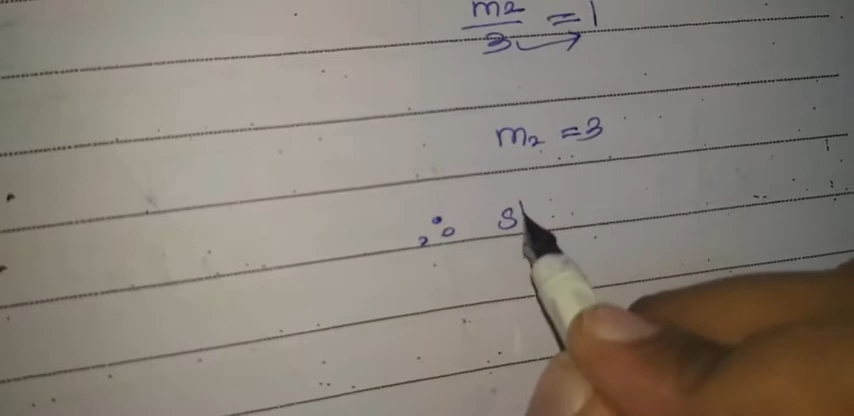 m2/3 = 1
m2 = 3
∴ S